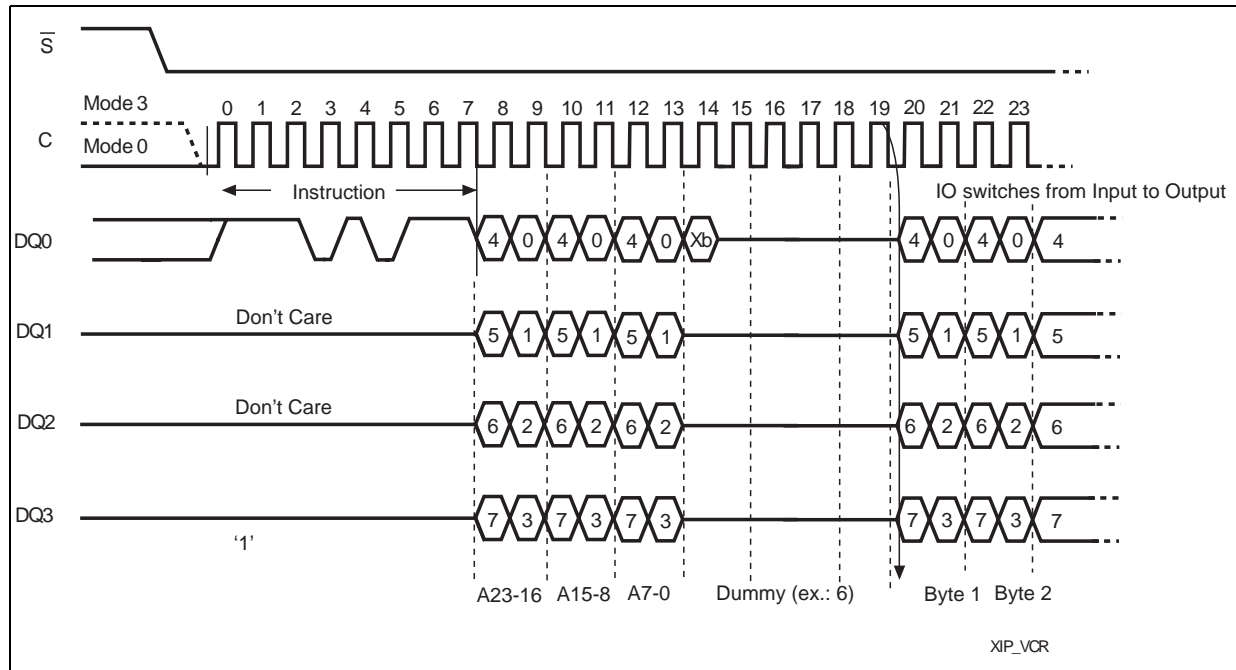 S
Mode 3
0 1 2 3 4 5 6 7 8 9 10 11 12 13 14 15 16 17 18 19 20 21 22 23
C
Mode 0
Instruction
IO switches from Input to Output
DQ0
4 0 4 0 4 0 Xb 4 0 4 0 4
Don't Care
DQ1
5 1 5 1 5 1 5 1 5 1 5
Don't Care
DQ2
6 2 6 2 6 2 6 2 6 2 6
DQ3
7 3 7 3 7 3 7 3 7 3 7
‘1’
A23-16 A15-8 A7-0 Dummy (ex.: 6) Byte 1 Byte 2
XIP_VCR